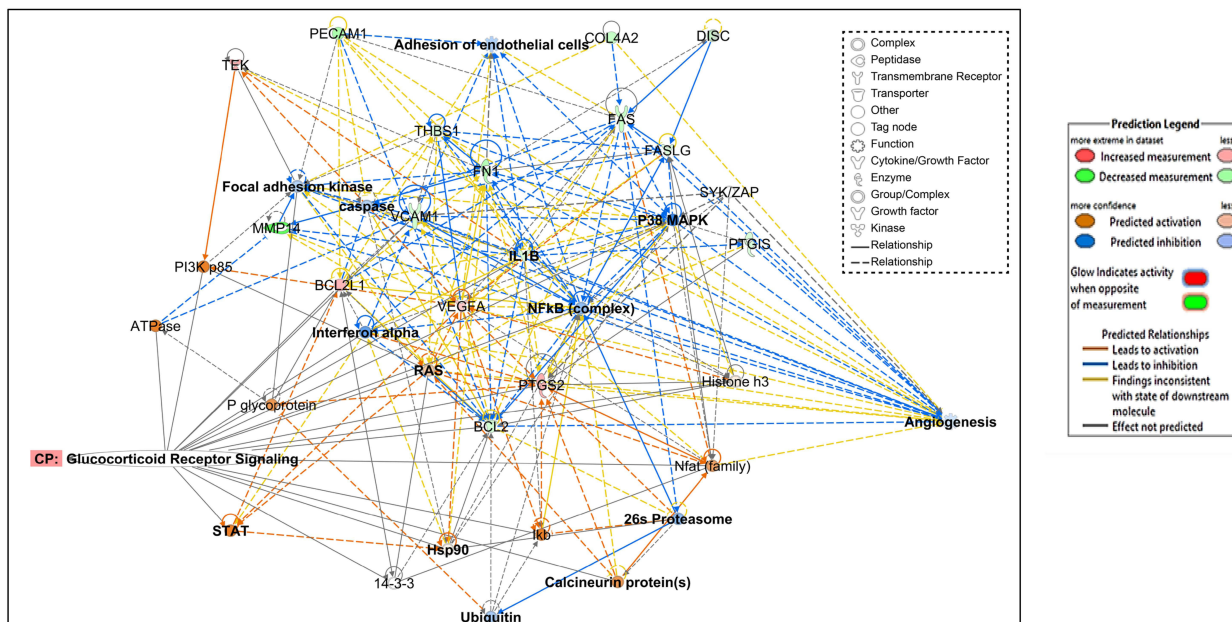 PECAM1
Adhesion of endothelial cells
COL4A2
DISC
TEK
THBS1
FAS
FASLG
FN1
Focal adhesion kinase
caspase
VCAM1
SYK/ZAP
MMP14
P38 MAPK
PTGIS
IL1B
PI3K p85
BCL2L1
VEGFA
NFkB (complex)
ATPase
Interferon alpha
RAS
PTGS2
Histone h3
P glycoprotein
BCL2
Angiogenesis
CP: Glucocorticoid Receptor Signaling
Nfat (family)
STAT
26s Proteasome
Hsp90
Ikb
14-3-3
Calcineurin protein(s)
Ubiquitin
Complex
Peptidase
Transmembrane Receptor
Transporter
Other
Tag node
Function
Cytokine/Growth Factor
Enzyme
Group/Complex
Growth factor
Kinase
Relationship
Relationship
Prediction Legend
more extreme in dataset less
Increased measurement
Decreased measurement
more confidence less
Predicted activation
Predicted inhibition
Glow Indicates activity
when opposite
of measurement
Predicted Relationships
Leads to activation
Leads to inhibition
Findings inconsistent
with state of downstream
molecule
Effect not predicted